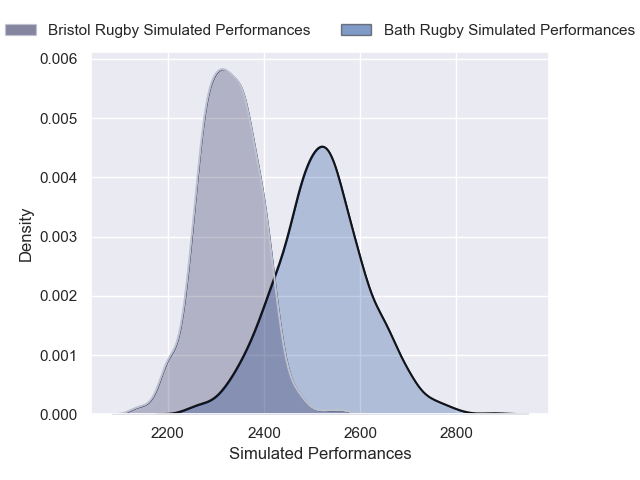 Bristol Rugby Simulated Performances
Bath Rugby Simulated Performances
0.006
0.005
0.004
0.003
0.002
0.001
0.000
Density
2200
2400
2600
2800
Simulated Performances